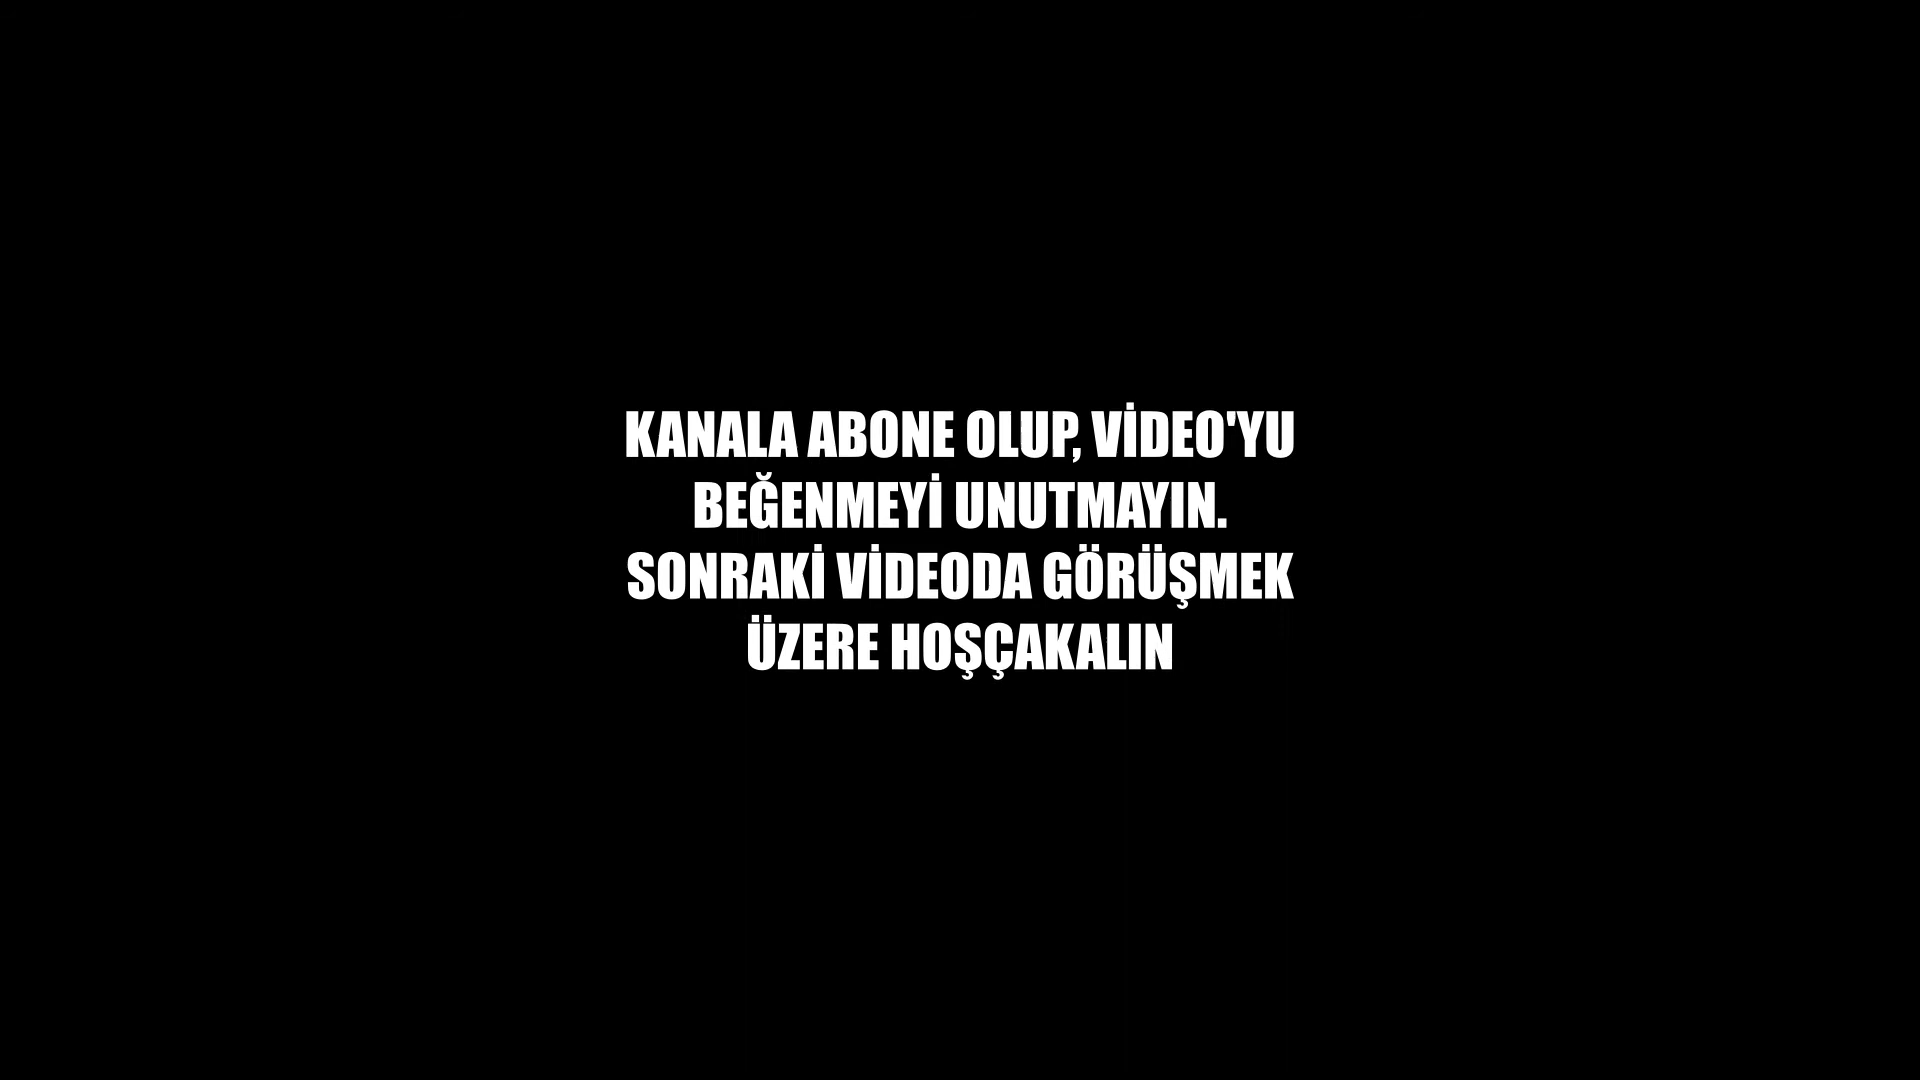 KANALA ABONE OLUP, VİDEO'YU
BEĞENMEYİ UNUTMAYIN.
SONRAKİ VİDEODA GÖRÜŞMEK
ÜZERE HOŞÇAKALIN